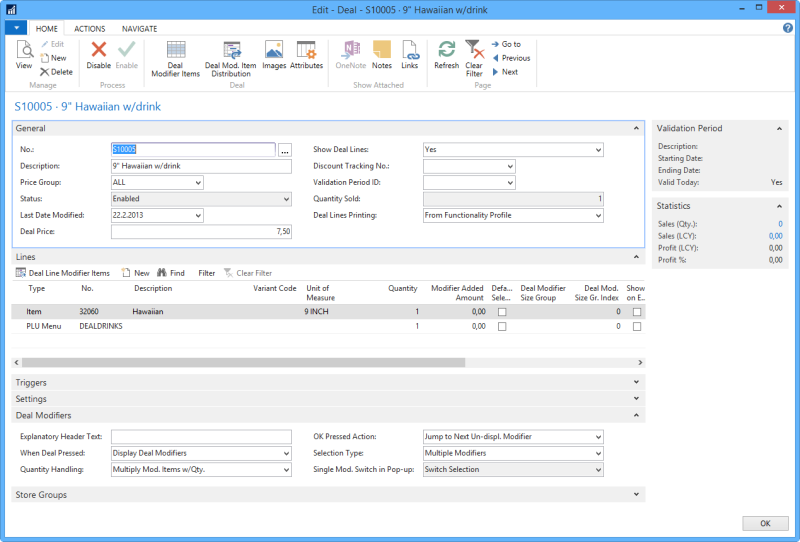 Edit - Deal - S10005 · 9" Hawaiian w/drink
HOME ACTIONS NAVIGATE
View
Edit
New
Delete
Manage
Disable
Enable
Process
Deal Modifier Items
Deal Mod. Item Distribution
Images
Attributes
Deal
OneNote
Notes
Links
Show Attached
Refresh
Clear Filter
Go to
Previous
Next
Page
S10005 · 9" Hawaiian w/drink
General
No.: S10005 ...
Description: 9" Hawaiian w/drink
Price Group: ALL
Status: Enabled
Last Date Modified: 22.2.2013
Deal Price: 7,50
Show Deal Lines: Yes
Discount Tracking No.:
Validation Period ID:
Quantity Sold: 1
Deal Lines Printing: From Functionality Profile
Validation Period
Description:
Starting Date:
Ending Date:
Valid Today: Yes
Statistics
Sales (Qty.): 0
Sales (LCY): 0,00
Profit (LCY): 0,00
Profit %: 0,00
Lines
Deal Line Modifier Items New Find Filter Clear Filter
Type No. Description Variant Code Unit of Measure Quantity Modifier Added Amount Defa... Sele... Deal Modifier Size Group Deal Mod. Size Gr. Index Show on E...
Item 32060 Hawaiian 9 INCH 1 0,00 0
PLU Menu DEALDRINKS 1 0,00 0
Triggers
Settings
Deal Modifiers
Explanatory Header Text:
When Deal Pressed: Display Deal Modifiers
Quantity Handling: Multiply Mod. Items w/Qty.
OK Pressed Action: Jump to Next Un-displ. Modifier
Selection Type: Multiple Modifiers
Single Mod. Switch in Pop-up: Switch Selection
Store Groups
OK